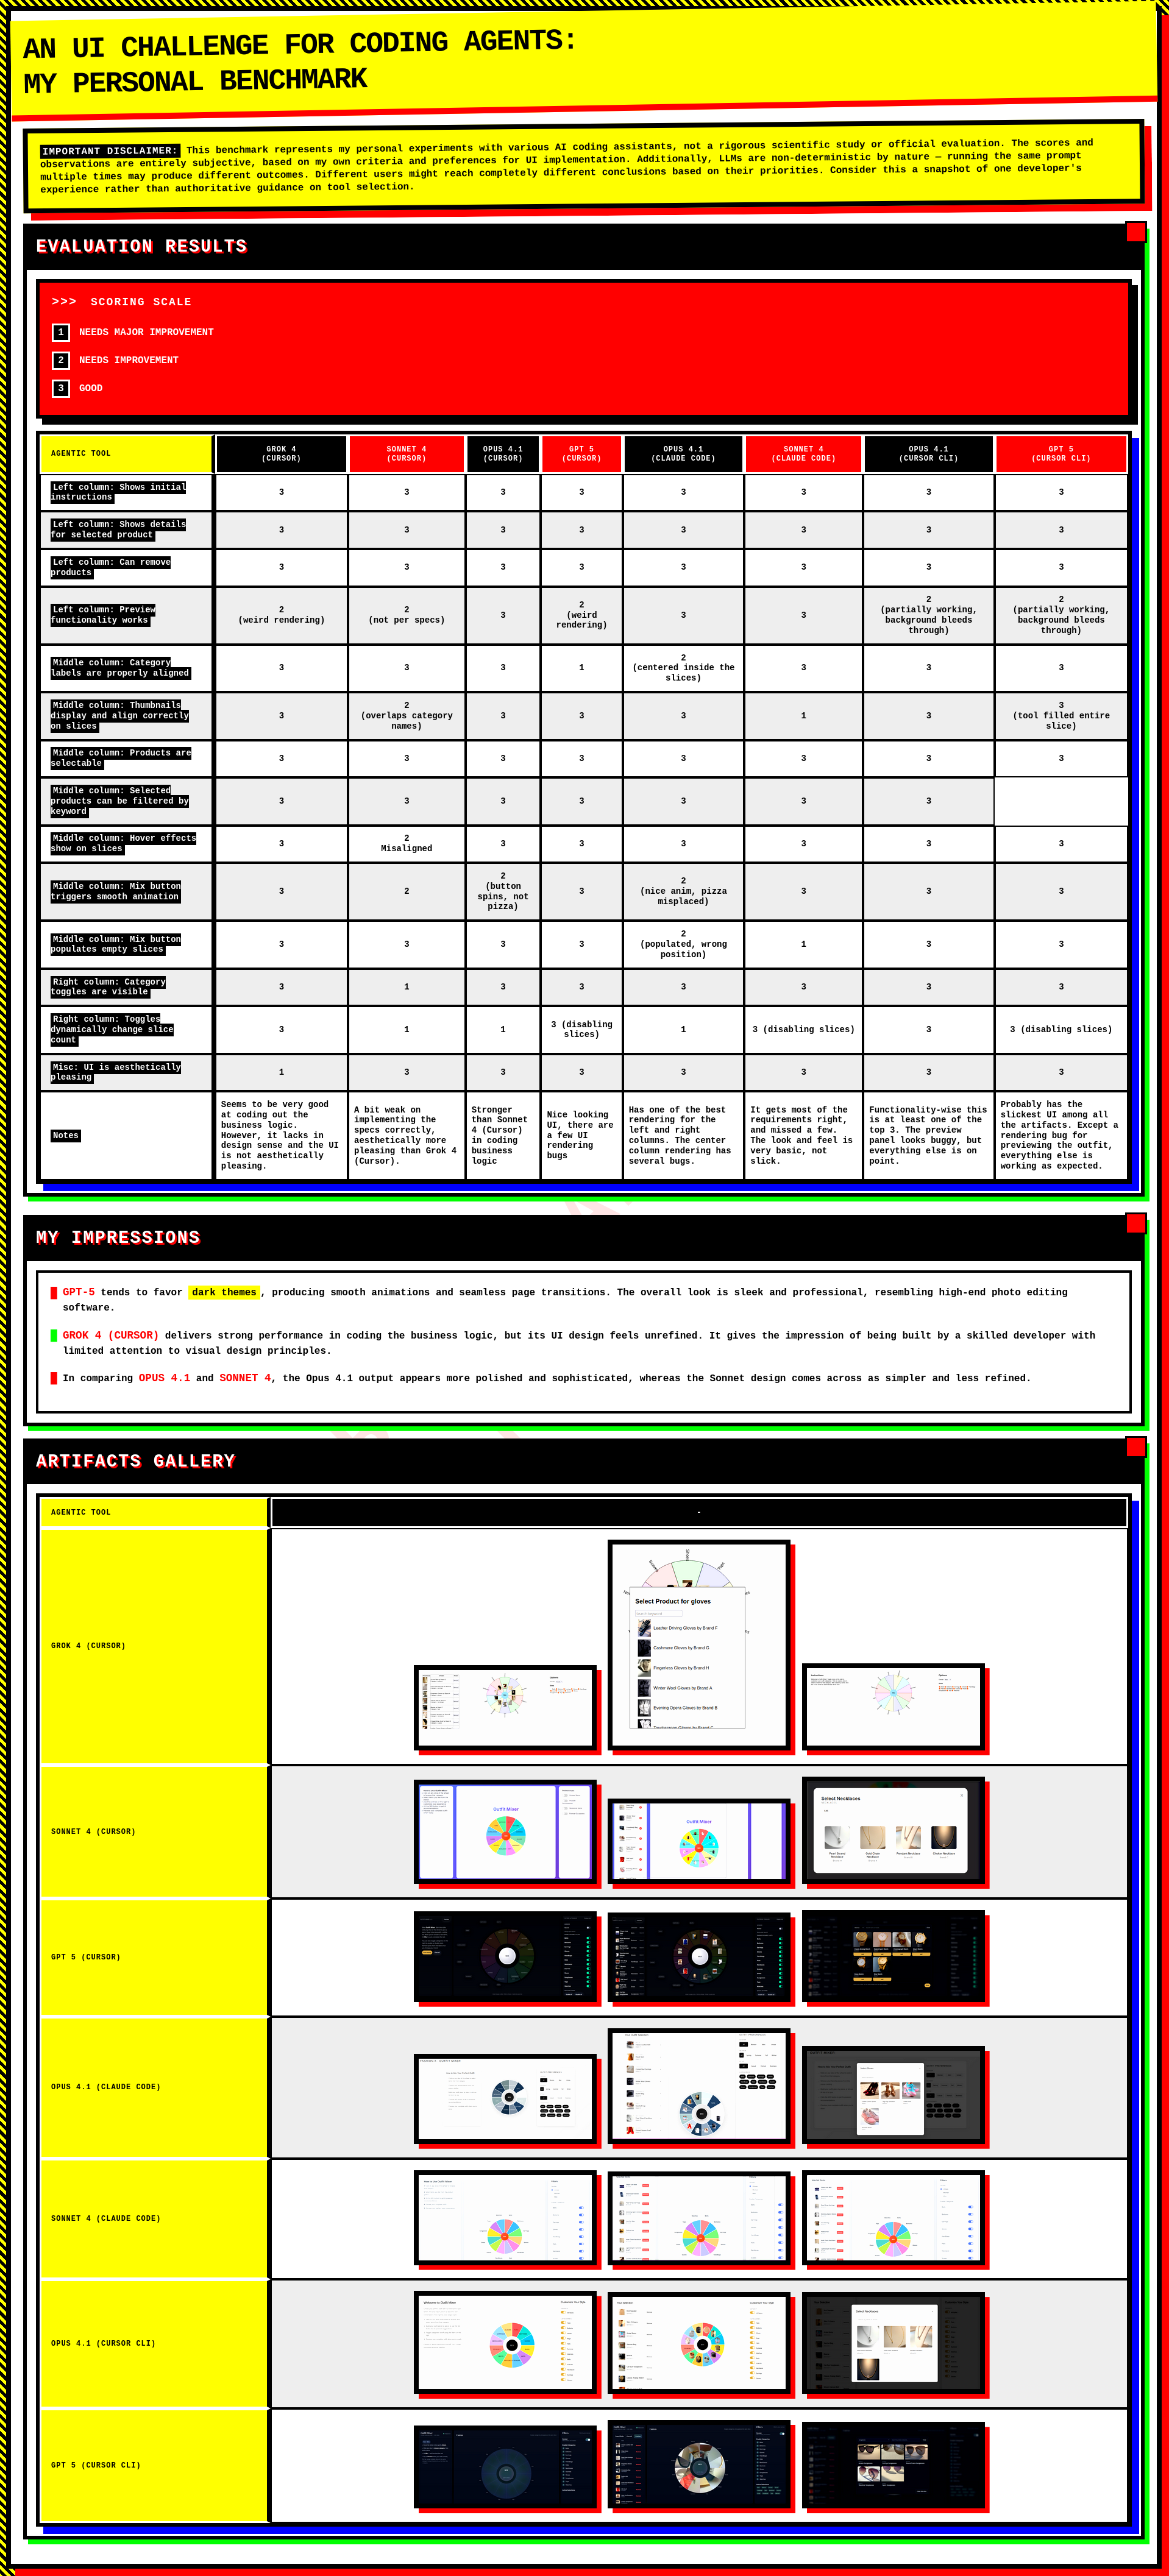 AN UI CHALLENGE FOR CODING AGENTS:
MY PERSONAL BENCHMARK
IMPORTANT DISCLAIMER: This benchmark represents my personal experiments with various AI coding assistants, not a rigorous scientific study or official evaluation. The scores and
observations are entirely subjective, based on my own criteria and preferences for UI implementation. Additionally, LLMs are non-deterministic by nature — running the same prompt
multiple times may produce different outcomes. Different users might reach completely different conclusions based on their priorities. Consider this a snapshot of one developer's
experience rather than authoritative guidance on tool selection.
EVALUATION RESULTS
>>> SCORING SCALE
1 NEEDS MAJOR IMPROVEMENT
2 NEEDS IMPROVEMENT
3 GOOD
AGENTIC TOOL
GROK 4
(CURSOR)
SONNET 4
(CURSOR)
OPUS 4.1
(CURSOR)
GPT 5
(CURSOR)
OPUS 4.1
(CLAUDE CODE)
SONNET 4
(CLAUDE CODE)
OPUS 4.1
(CURSOR CLI)
GPT 5
(CURSOR CLI)
Left column: Shows initial
instructions
3 3 3 3 3 3 3 3
Left column: Shows details
for selected product
3 3 3 3 3 3 3 3
Left column: Can remove
products
3 3 3 3 3 3 3 3
Left column: Preview
functionality works
2
(weird rendering)
2
(not per specs)
3
2
(weird
rendering)
3
3
2
(partially working,
background bleeds
through)
2
(partially working,
background bleeds
through)
Middle column: Category
labels are properly aligned
3
3
3
1
2
(centered inside the
slices)
3
3
3
Middle column: Thumbnails
display and align correctly
on slices
3
2
(overlaps category
names)
3
3
3
1
3
3
(tool filled entire
slice)
Middle column: Products are
selectable
3 3 3 3 3 3 3 3
Middle column: Selected
products can be filtered by
keyword
3 3 3 3 3 3 3
Middle column: Hover effects
show on slices
3
2
Misaligned
3
3
3
3
3
3
Middle column: Mix button
triggers smooth animation
3
2
2
(button
spins, not
pizza)
3
2
(nice anim, pizza
misplaced)
3
3
3
Middle column: Mix button
populates empty slices
3
3
3
3
2
(populated, wrong
position)
1
3
3
Right column: Category
toggles are visible
3 1 3 3 3 3 3 3
Right column: Toggles
dynamically change slice
count
3
1
1
3 (disabling
slices)
1
3 (disabling slices)
3
3 (disabling slices)
Misc: UI is aesthetically
pleasing
1 3 3 3 3 3 3 3
Notes
Seems to be very good
at coding out the
business logic.
However, it lacks in
design sense and the UI
is not aesthetically
pleasing.
A bit weak on
implementing the
specs correctly,
aesthetically more
pleasing than Grok 4
(Cursor).
Stronger
than Sonnet
4 (Cursor)
in coding
business
logic
Nice looking
UI, there are
a few UI
rendering
bugs
Has one of the best
rendering for the
left and right
columns. The center
column rendering has
several bugs.
It gets most of the
requirements right,
and missed a few.
The look and feel is
very basic, not
slick.
Functionality-wise this
is at least one of the
top 3. The preview
panel looks buggy, but
everything else is on
point.
Probably has the
slickest UI among all
the artifacts. Except a
rendering bug for
previewing the outfit,
everything else is
working as expected.
MY IMPRESSIONS
GPT-5 tends to favor dark themes, producing smooth animations and seamless page transitions. The overall look is sleek and professional, resembling high-end photo editing
software.
GROK 4 (CURSOR) delivers strong performance in coding the business logic, but its UI design feels unrefined. It gives the impression of being built by a skilled developer with
limited attention to visual design principles.
In comparing OPUS 4.1 and SONNET 4, the Opus 4.1 output appears more polished and sophisticated, whereas the Sonnet design comes across as simpler and less refined.
ARTIFACTS GALLERY
AGENTIC TOOL
-
GROK 4 (CURSOR)
Select Product for gloves
Leather Driving Gloves by Brand F
Cashmere Gloves by Brand G
Fingerless Gloves by Brand H
Winter Wool Gloves by Brand A
Evening Opera Gloves by Brand B
SONNET 4 (CURSOR)
Outfit Mixer
Outfit Mixer
Select Necklaces
GPT 5 (CURSOR)
OPUS 4.1 (CLAUDE CODE)
SONNET 4 (CLAUDE CODE)
OPUS 4.1 (CURSOR CLI)
Select Necklaces
GPT 5 (CURSOR CLI)